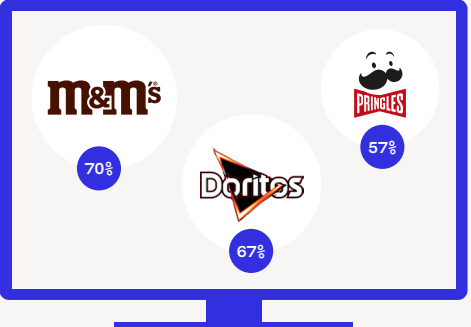 m&m's®
70%
Doritos
67%
PRINGLES
57%